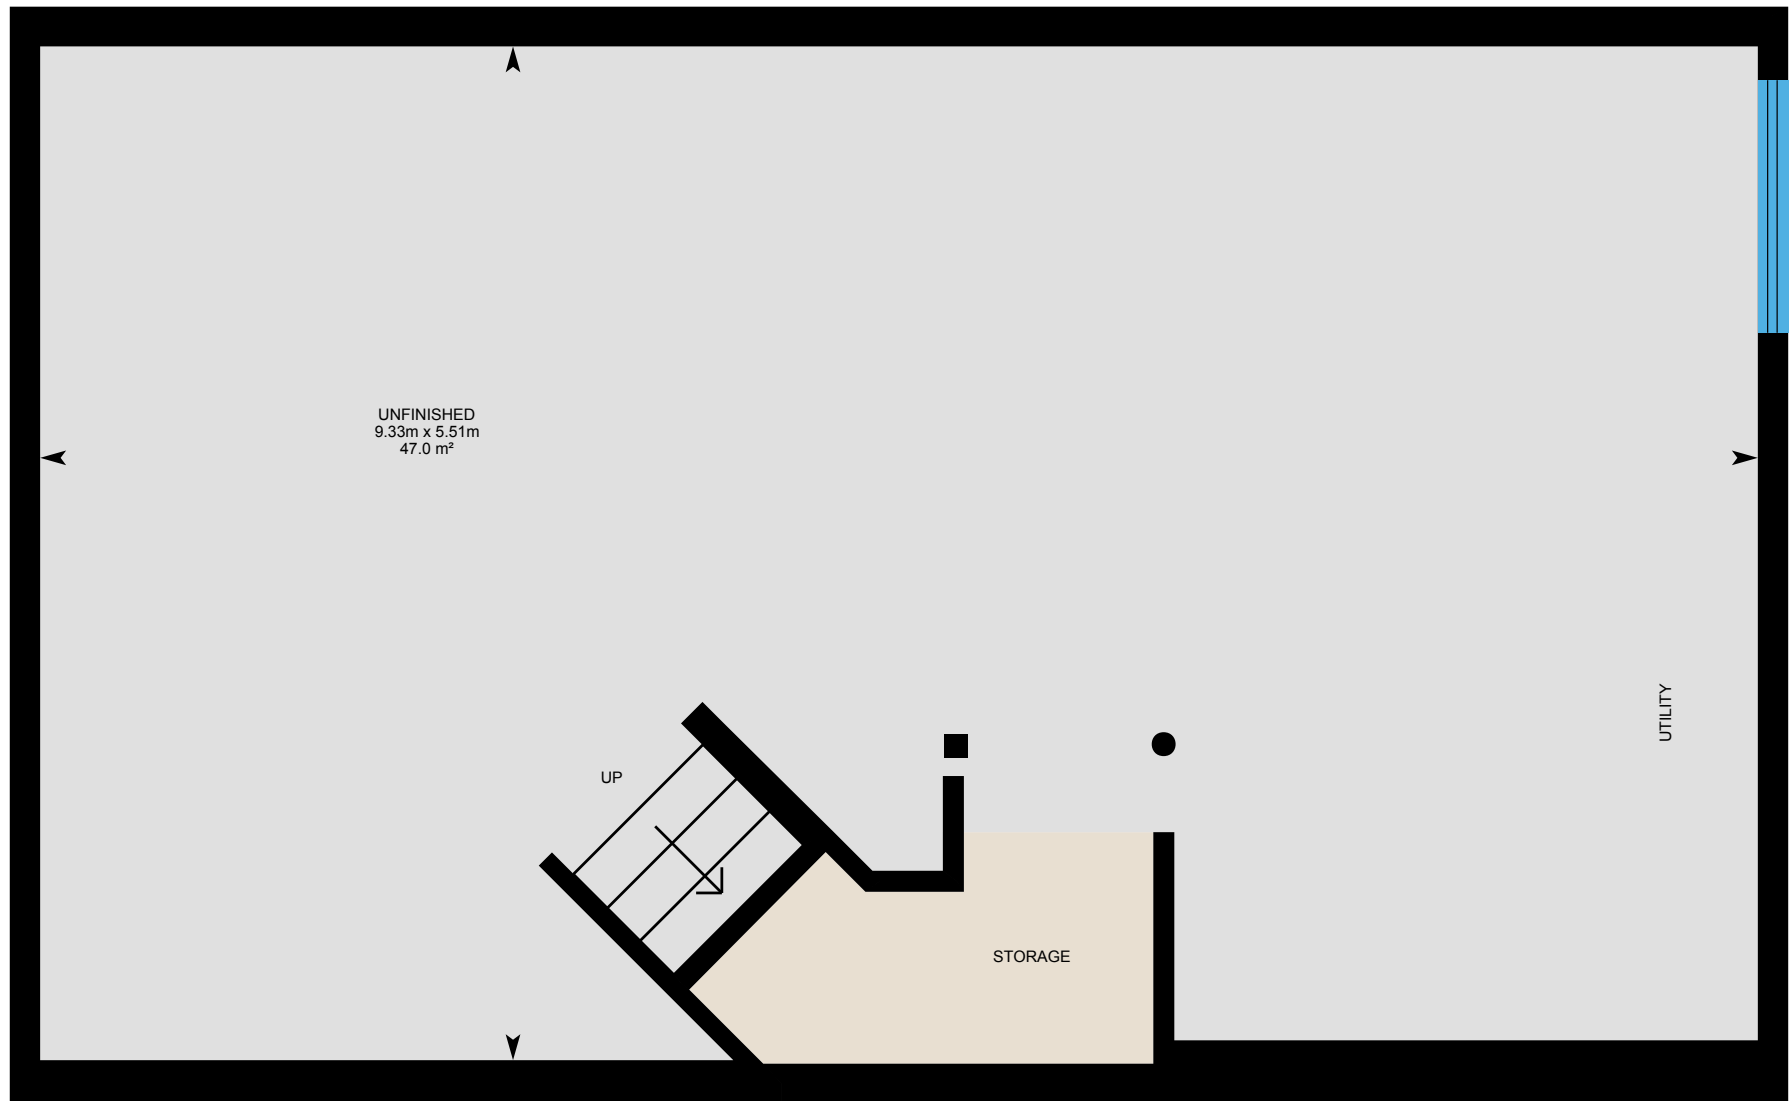 UNFINISHED
9.33m x 5.51m
47.0 m²
UTILITY
UP
STORAGE